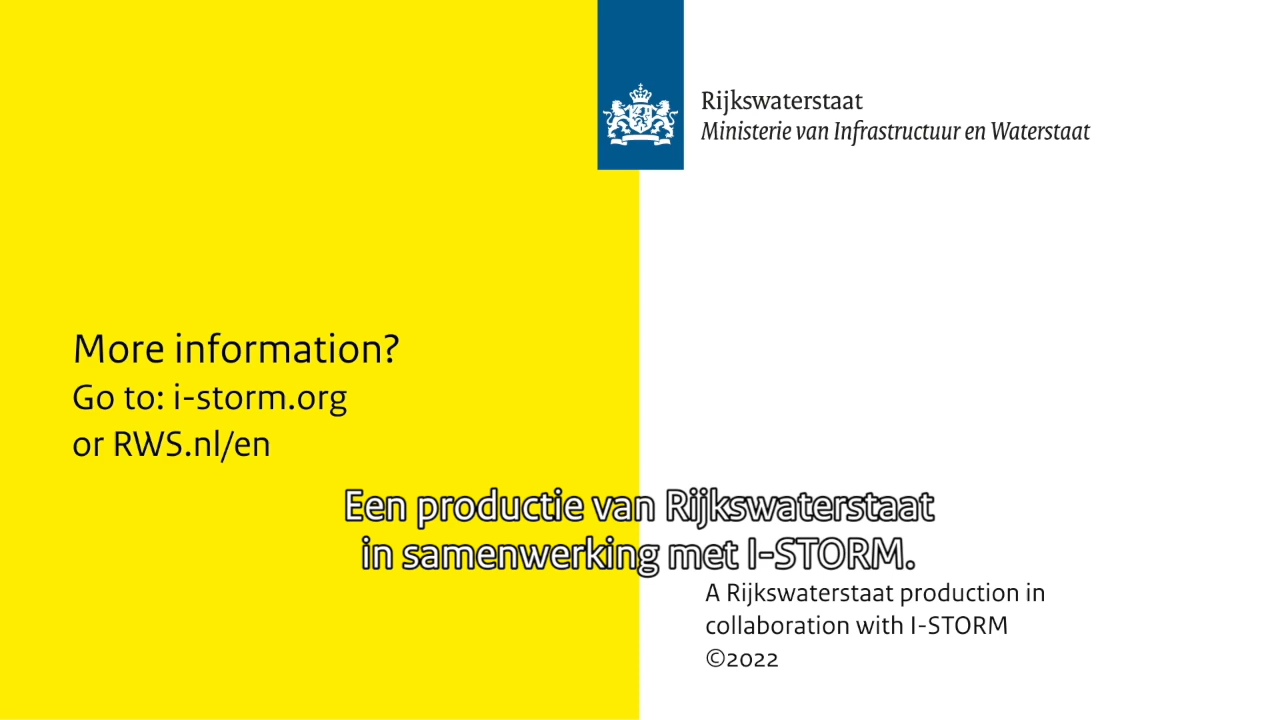 Rijkswaterstaat
Ministerie van Infrastructuur en Waterstaat
More information?
Go to: i-storm.org
or RWS.nl/en
Een productie van Rijkswaterstaat
in samenwerking met I-STORM.
A Rijkswaterstaat production in
collaboration with I-STORM
©2022